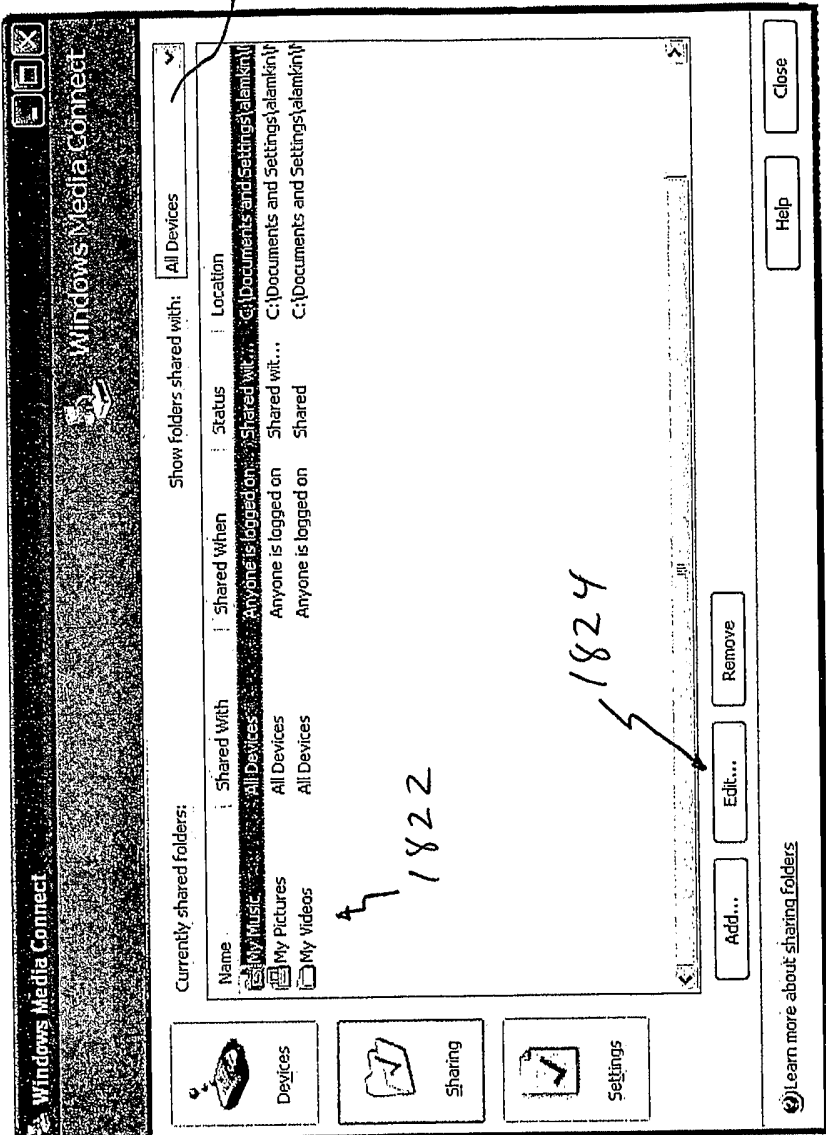 Windows Media Connect
Windows Media Connect
Currently shared folders:
Show folders shared with: All Devices
Name Shared With Shared When Status Location
My Music All Devices Anyone is logged on Shared wit... C:\Documents and Settings\alamkin\
My Pictures All Devices Anyone is logged on Shared wit... C:\Documents and Settings\alamkin\
My Videos All Devices Anyone is logged on Shared C:\Documents and Settings\alamkin\
Devices
Sharing
Settings
1822
1824
Add... Edit... Remove
Learn more about sharing folders
Help Close